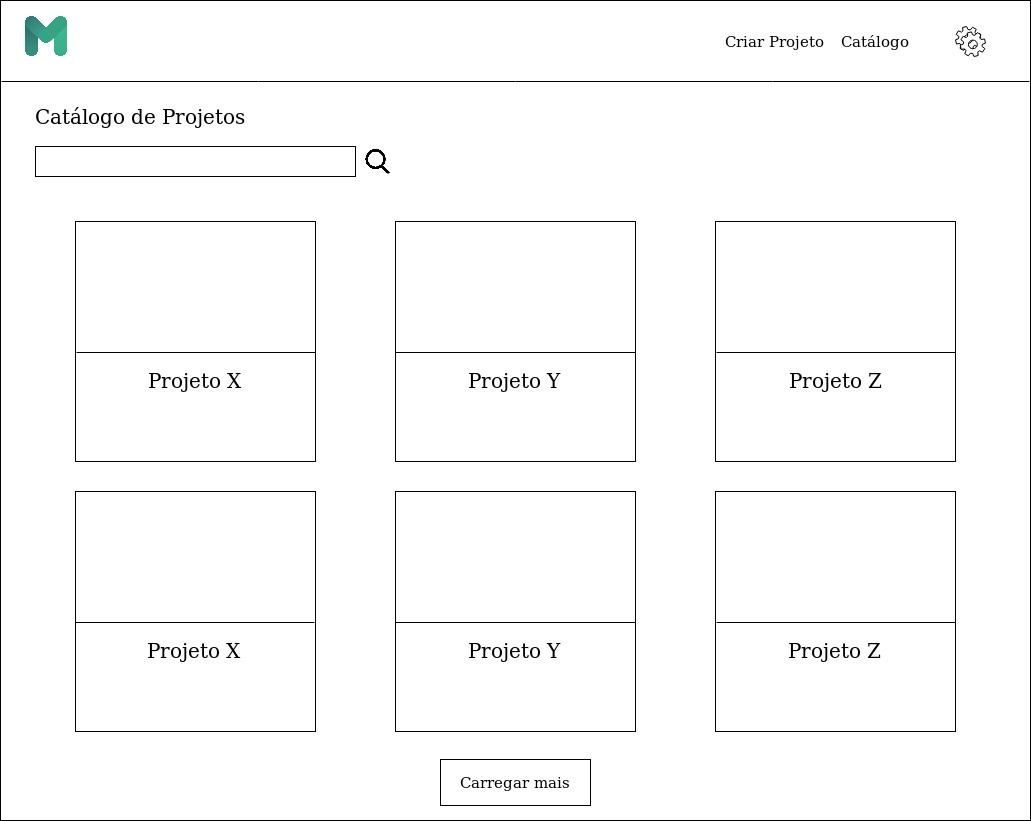 M
Criar Projeto Catálogo
Catálogo de Projetos
Projeto X
Projeto Y
Projeto Z
Projeto X
Projeto Y
Projeto Z
Carregar mais